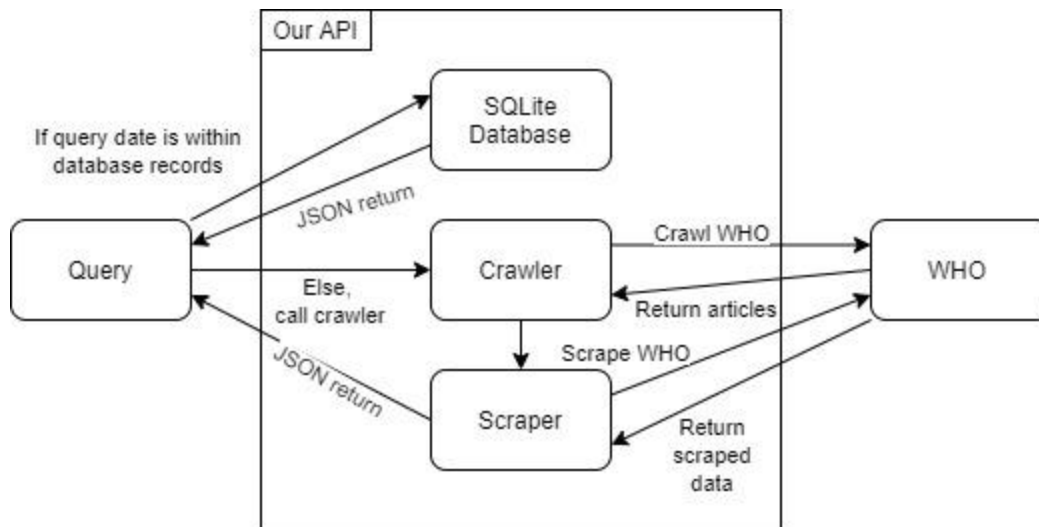 Our API
SQLite
Database
If query date is within
database records
JSON return
Query
Else,
call crawler
Crawler
Crawl WHO
Return articles
WHO
JSON return
Scrape WHO
Scraper
Return
scraped
data